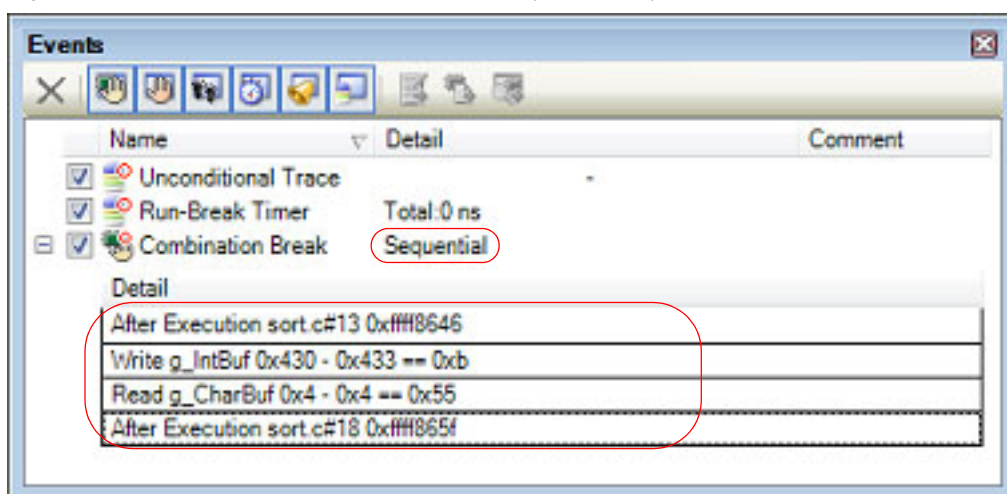 Events
Name Detail Comment
Unconditional Trace -
Run-Break Timer Total:0 ns
Combination Break Sequential
Detail
After Execution sort.c#13 0xffff8646
Write g_IntBuf 0x430 - 0x433 == 0xb
Read g_CharBuf 0x4 - 0x4 == 0x55
After Execution sort.c#18 0xffff865f